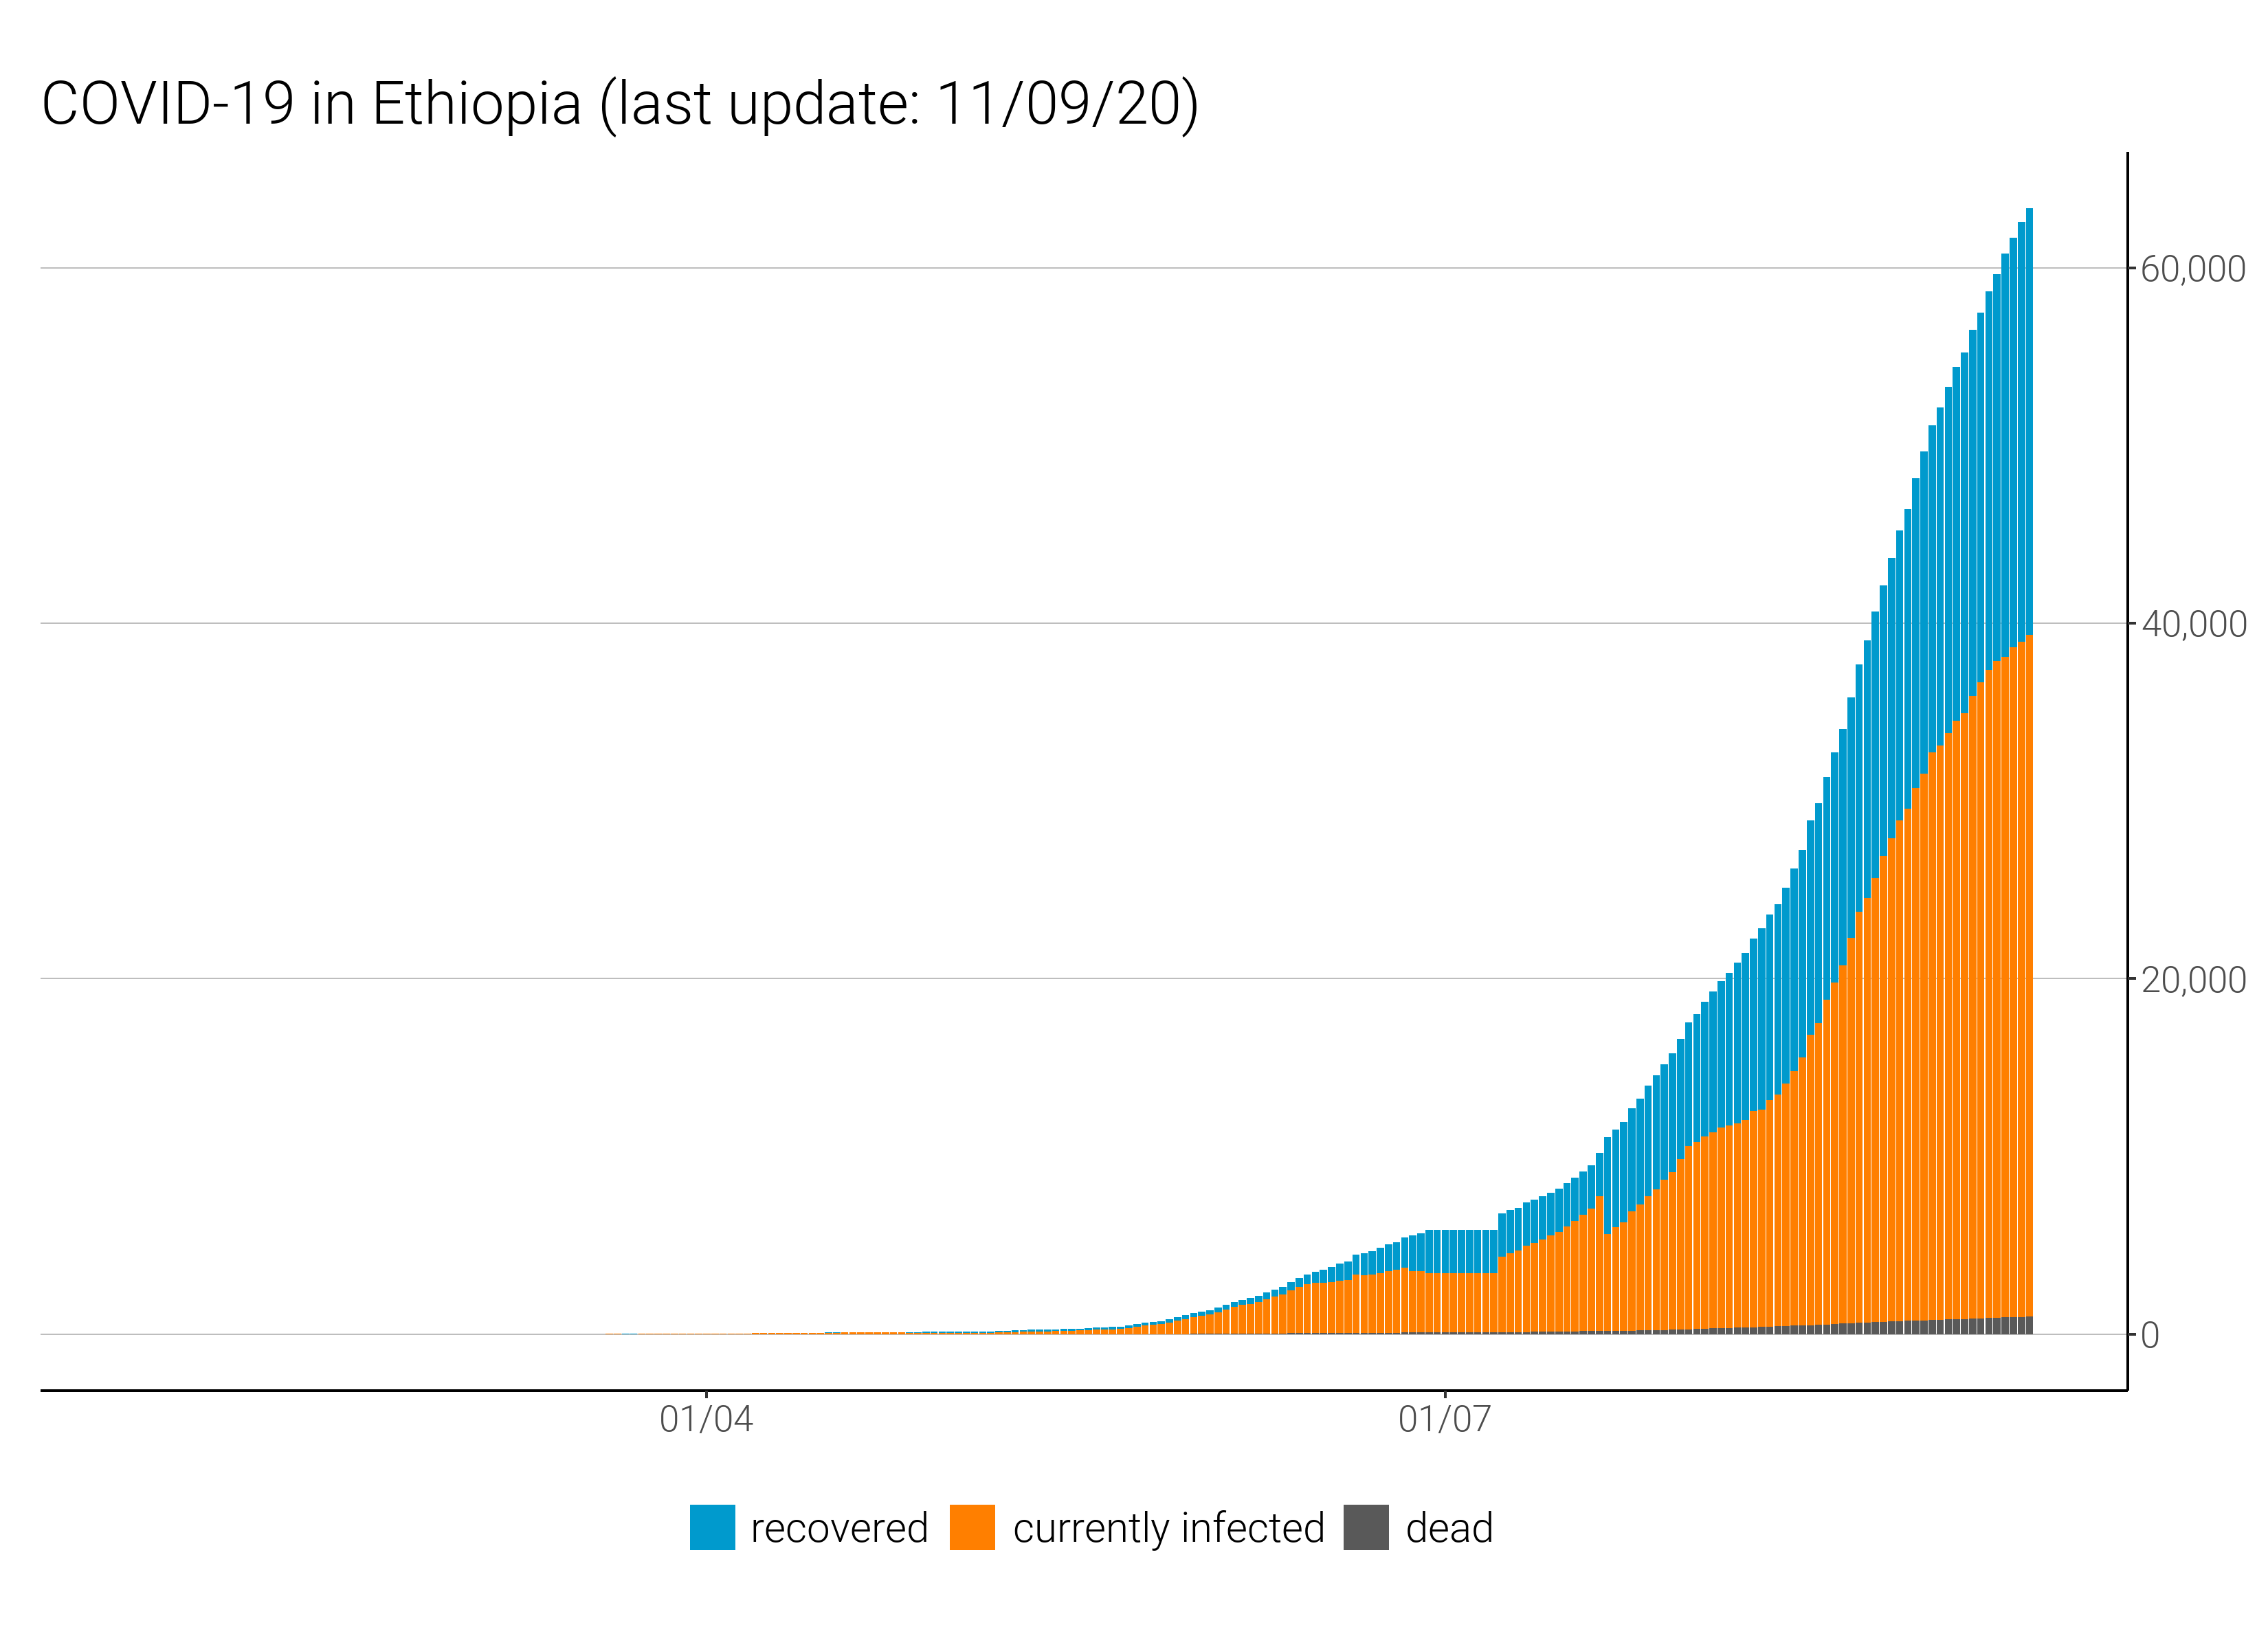 COVID-19 in Ethiopia (last update: 11/09/20)
60,000
40,000
20,000
0
01/04 01/07
recovered currently infected dead